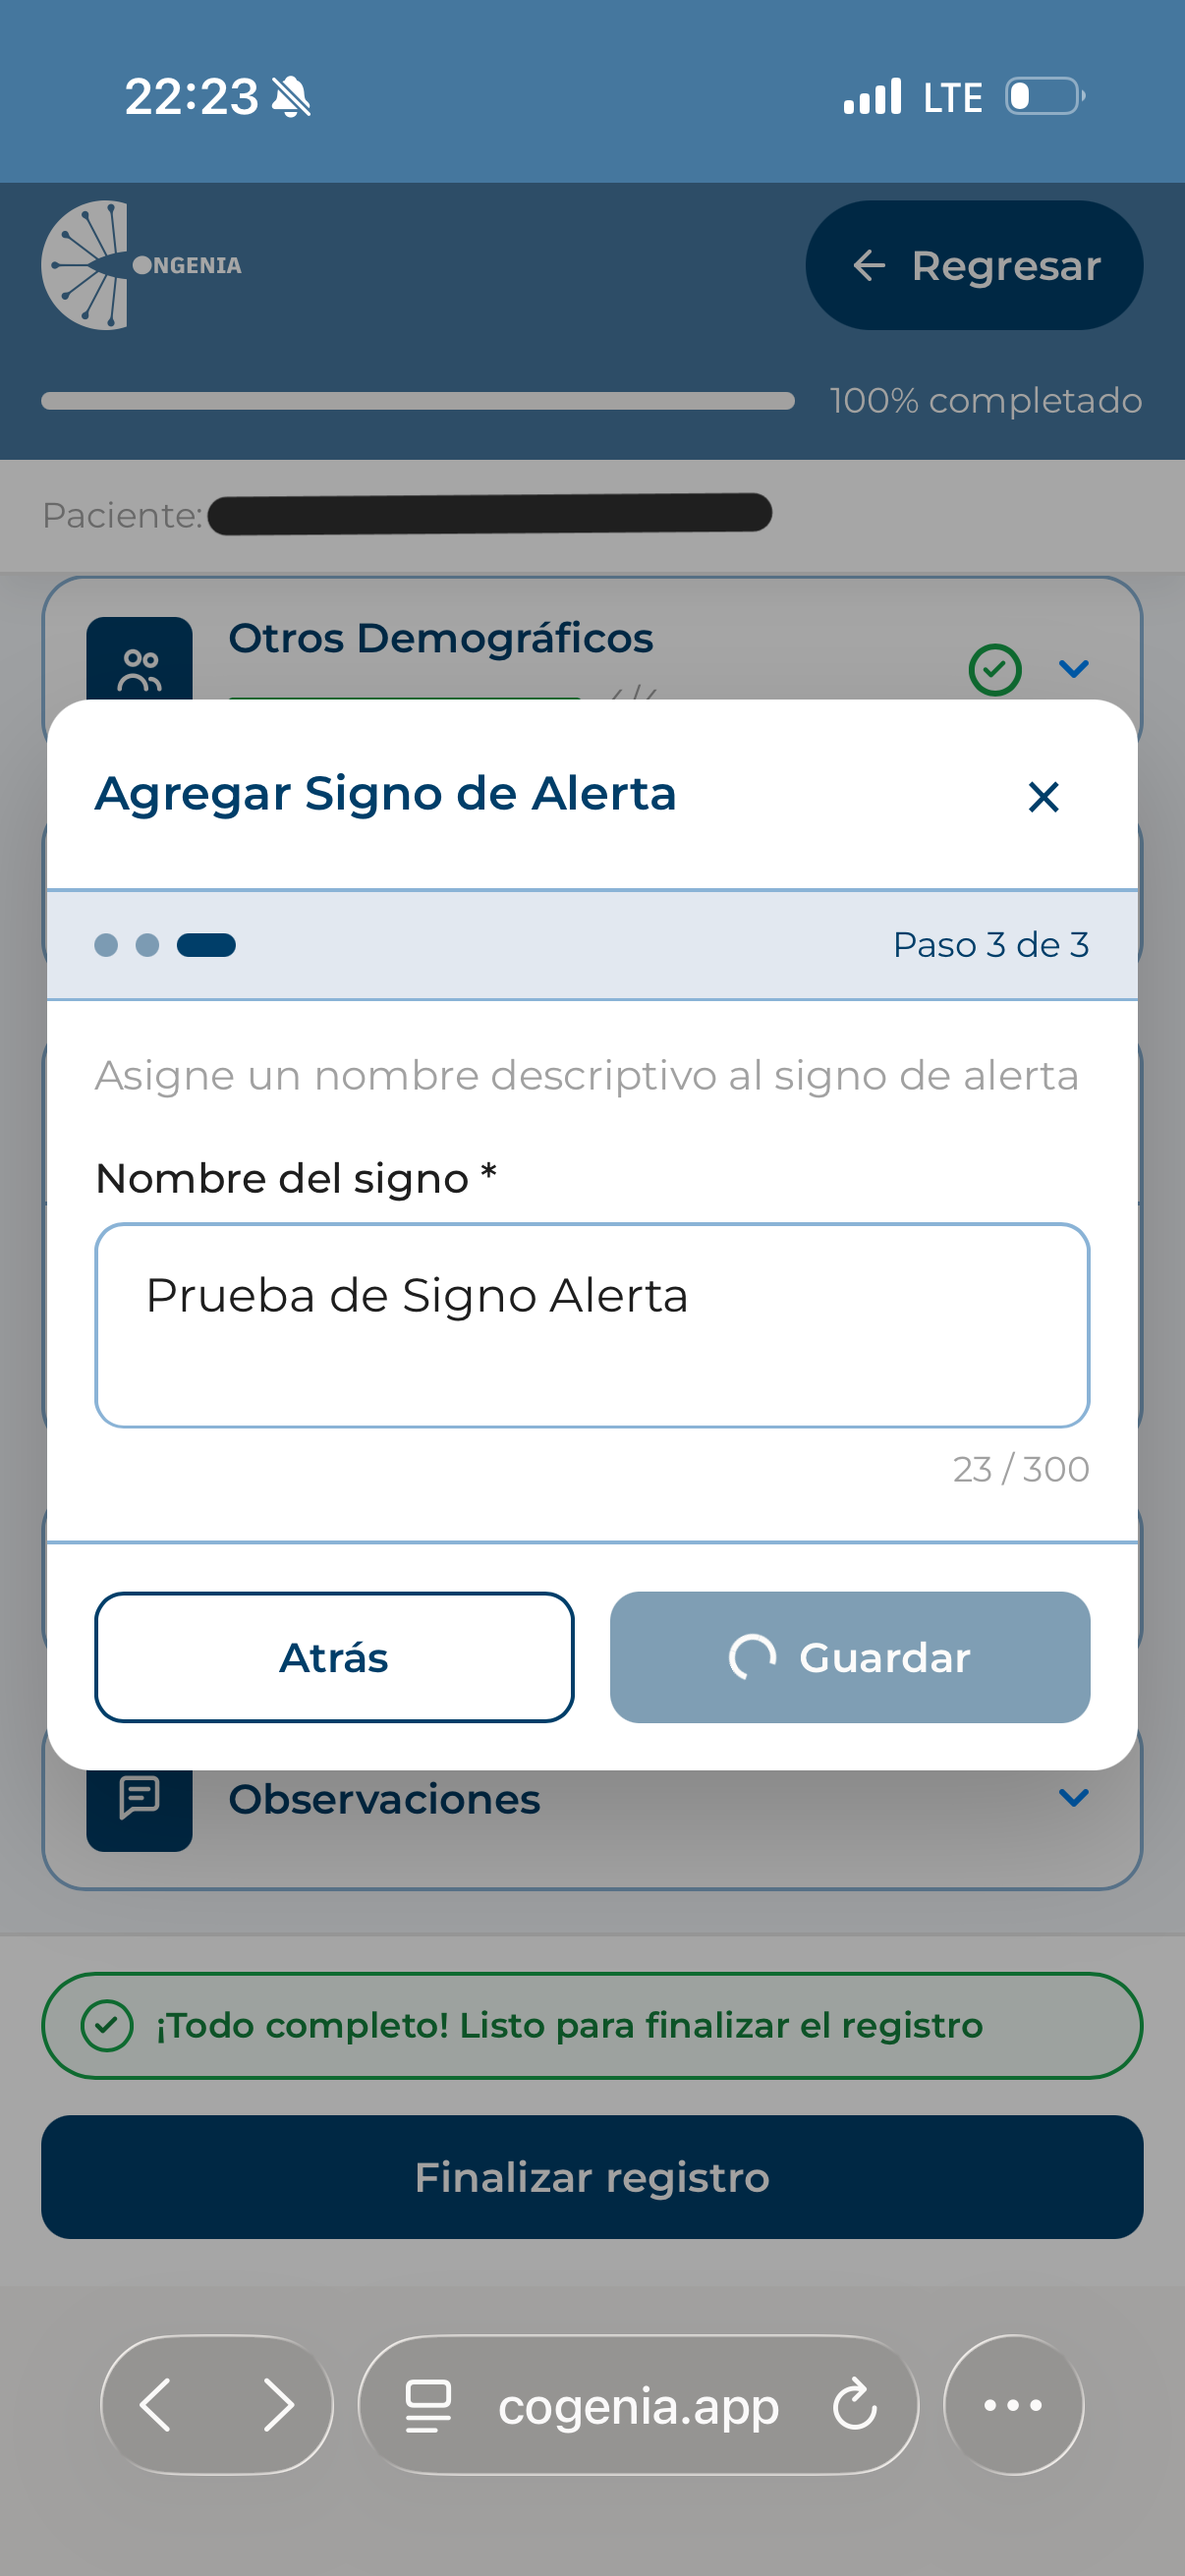 22:23
LTE
ONGENIA
← Regresar
100% completado
Paciente:
Otros Demográficos
Agregar Signo de Alerta
Paso 3 de 3
Asigne un nombre descriptivo al signo de alerta
Nombre del signo *
Prueba de Signo Alerta
23 / 300
Atrás
Guardar
Observaciones
¡Todo completo! Listo para finalizar el registro
Finalizar registro
cogenia.app